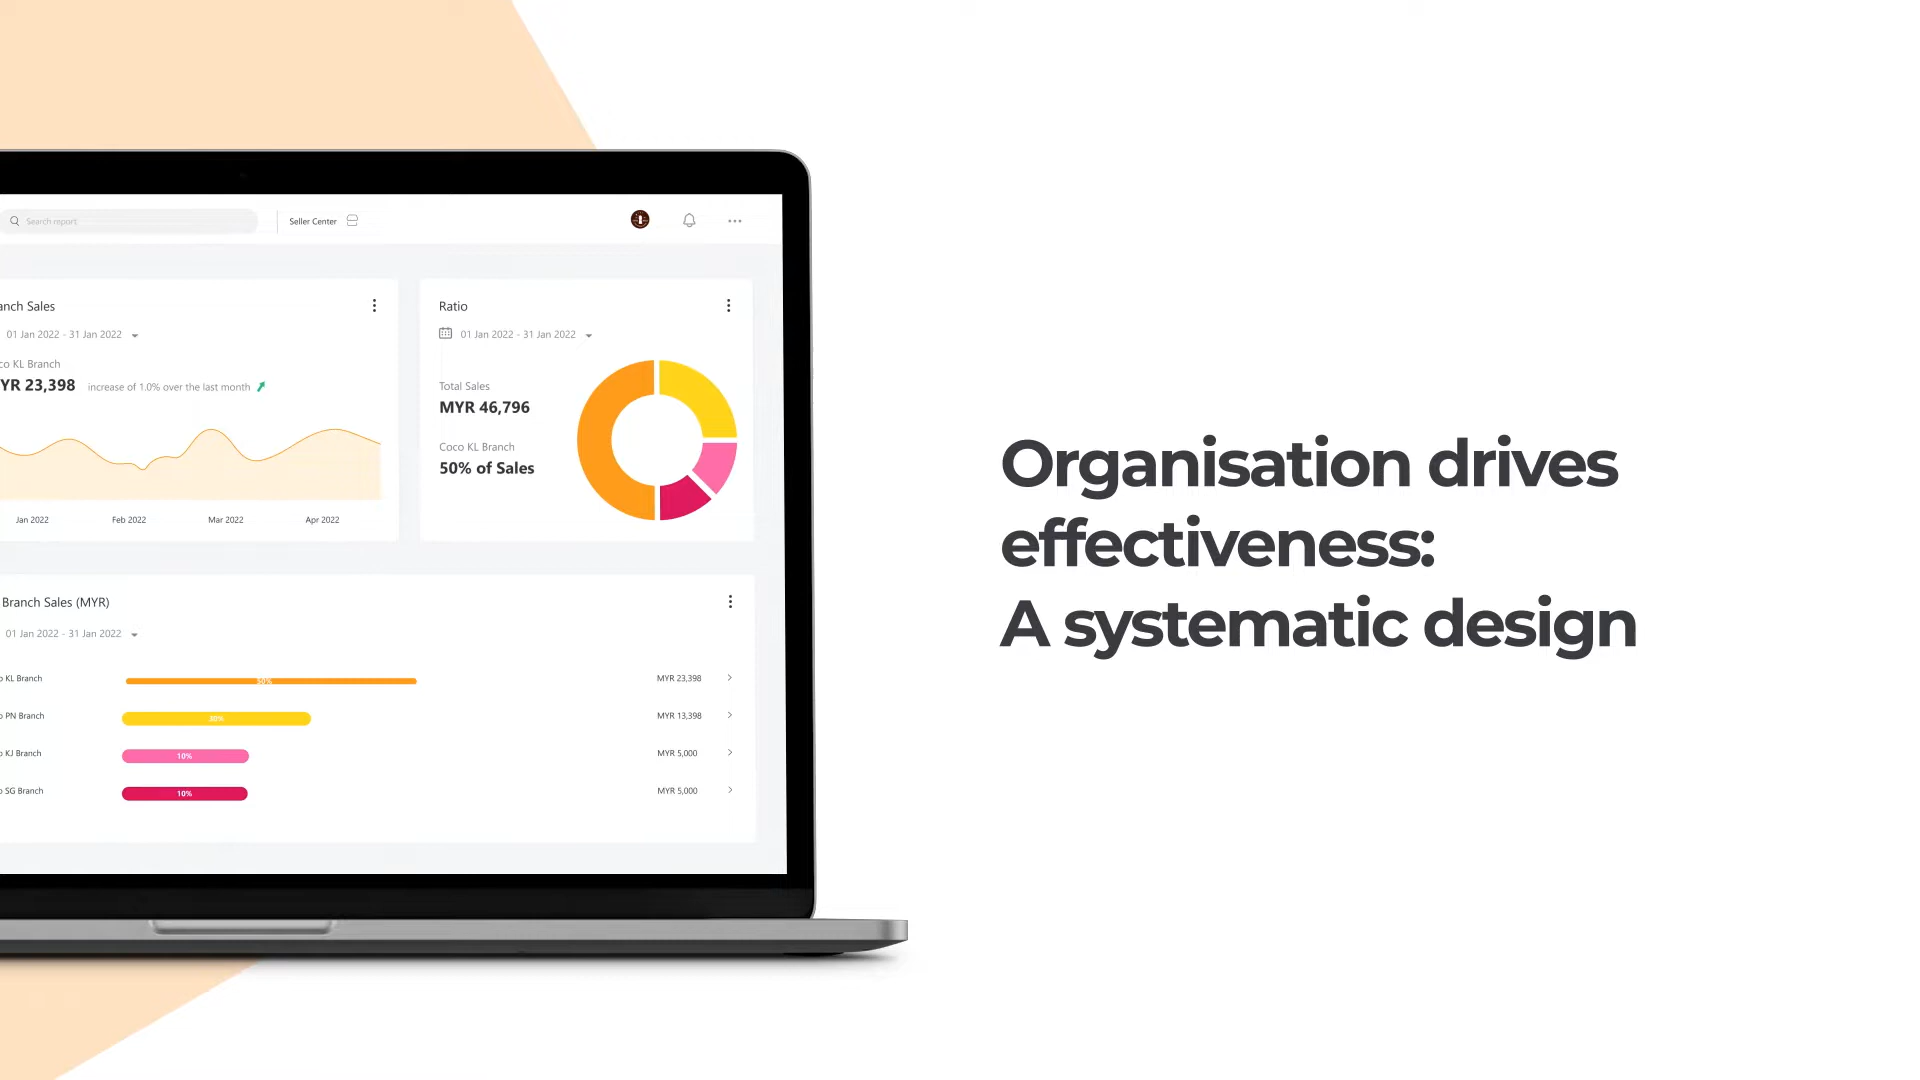 Search report
Seller Center
anch Sales
01 Jan 2022 - 31 Jan 2022
co KL Branch
YR 23,398 increase of 1.0% over the last month
Jan 2022 Feb 2022 Mar 2022 Apr 2022
Ratio
01 Jan 2022 - 31 Jan 2022
Total Sales
MYR 46,796
Coco KL Branch
50% of Sales
Branch Sales (MYR)
01 Jan 2022 - 31 Jan 2022
o KL Branch 50% MYR 23,398
o PN Branch 30% MYR 13,398
o KJ Branch 10% MYR 5,000
o SG Branch 10% MYR 5,000
Organisation drives
effectiveness:
A systematic design